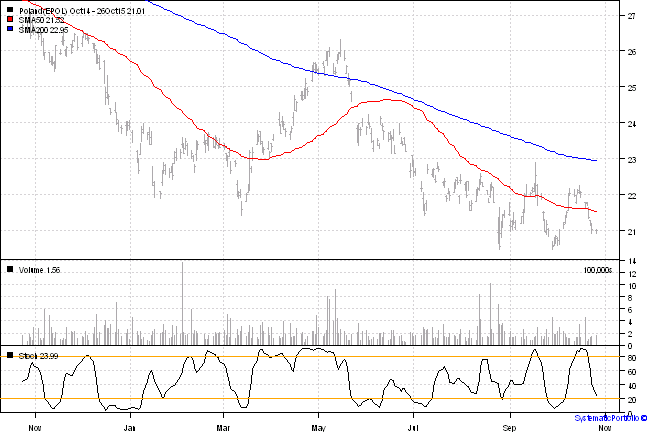 Poland(EPOL) Oct14 - 26Oct15 21.01
SMA50 21.52
SMA200 22.95
27
26
25
24
23
22
21
Volume 1.56
100,000s
14
12
10
8
6
4
2
0
Stoch 23.99
80
60
40
20
0
Nov
Jan
Mar
May
Jul
Sep
Nov
SystematicPortfolio ©